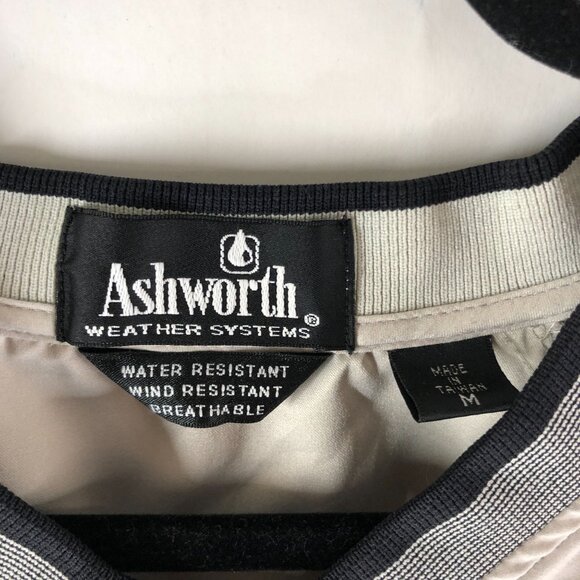 Ashworth®
WEATHER SYSTEMS
WATER RESISTANT
WIND RESISTANT
BREATHABLE
MADE
IN
TAIWAN
M